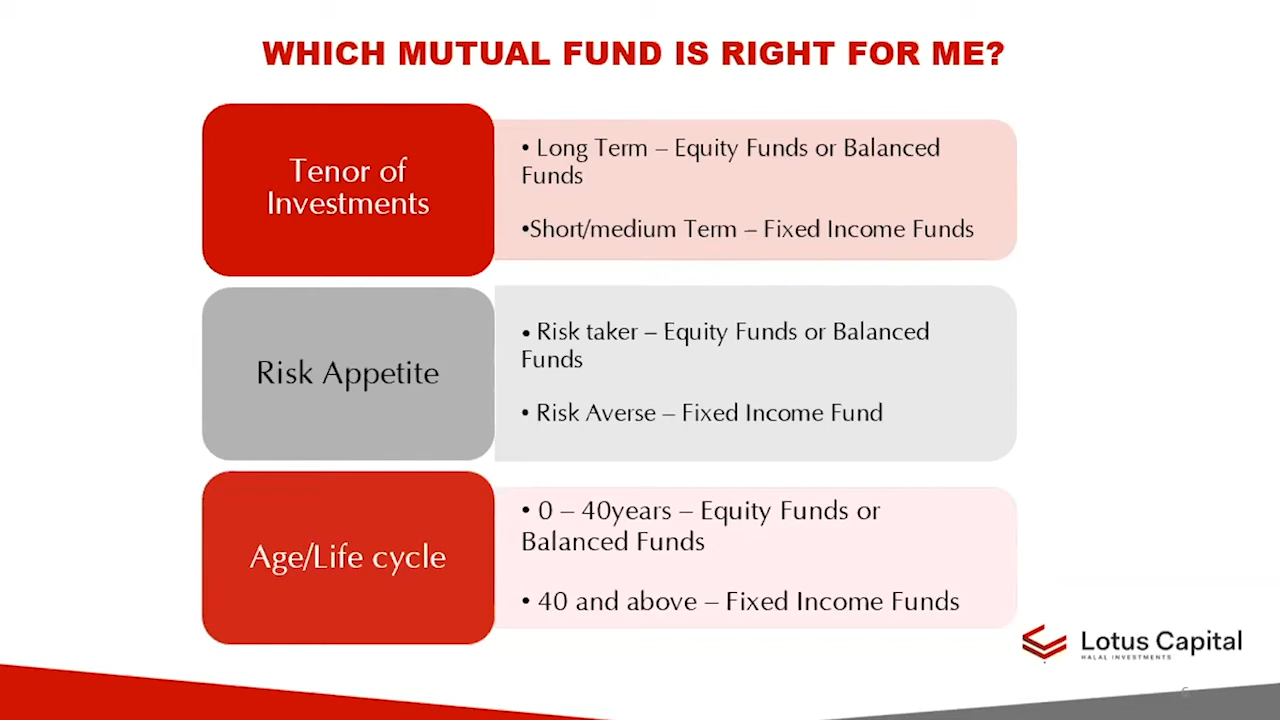 WHICH MUTUAL FUND IS RIGHT FOR ME?
Tenor of
Investments
• Long Term – Equity Funds or Balanced
Funds
•Short/medium Term – Fixed Income Funds
Risk Appetite
• Risk taker – Equity Funds or Balanced
Funds
• Risk Averse – Fixed Income Fund
Age/Life cycle
• 0 – 40years – Equity Funds or
Balanced Funds
• 40 and above – Fixed Income Funds
Lotus Capital
HALAL INVESTMENTS
6